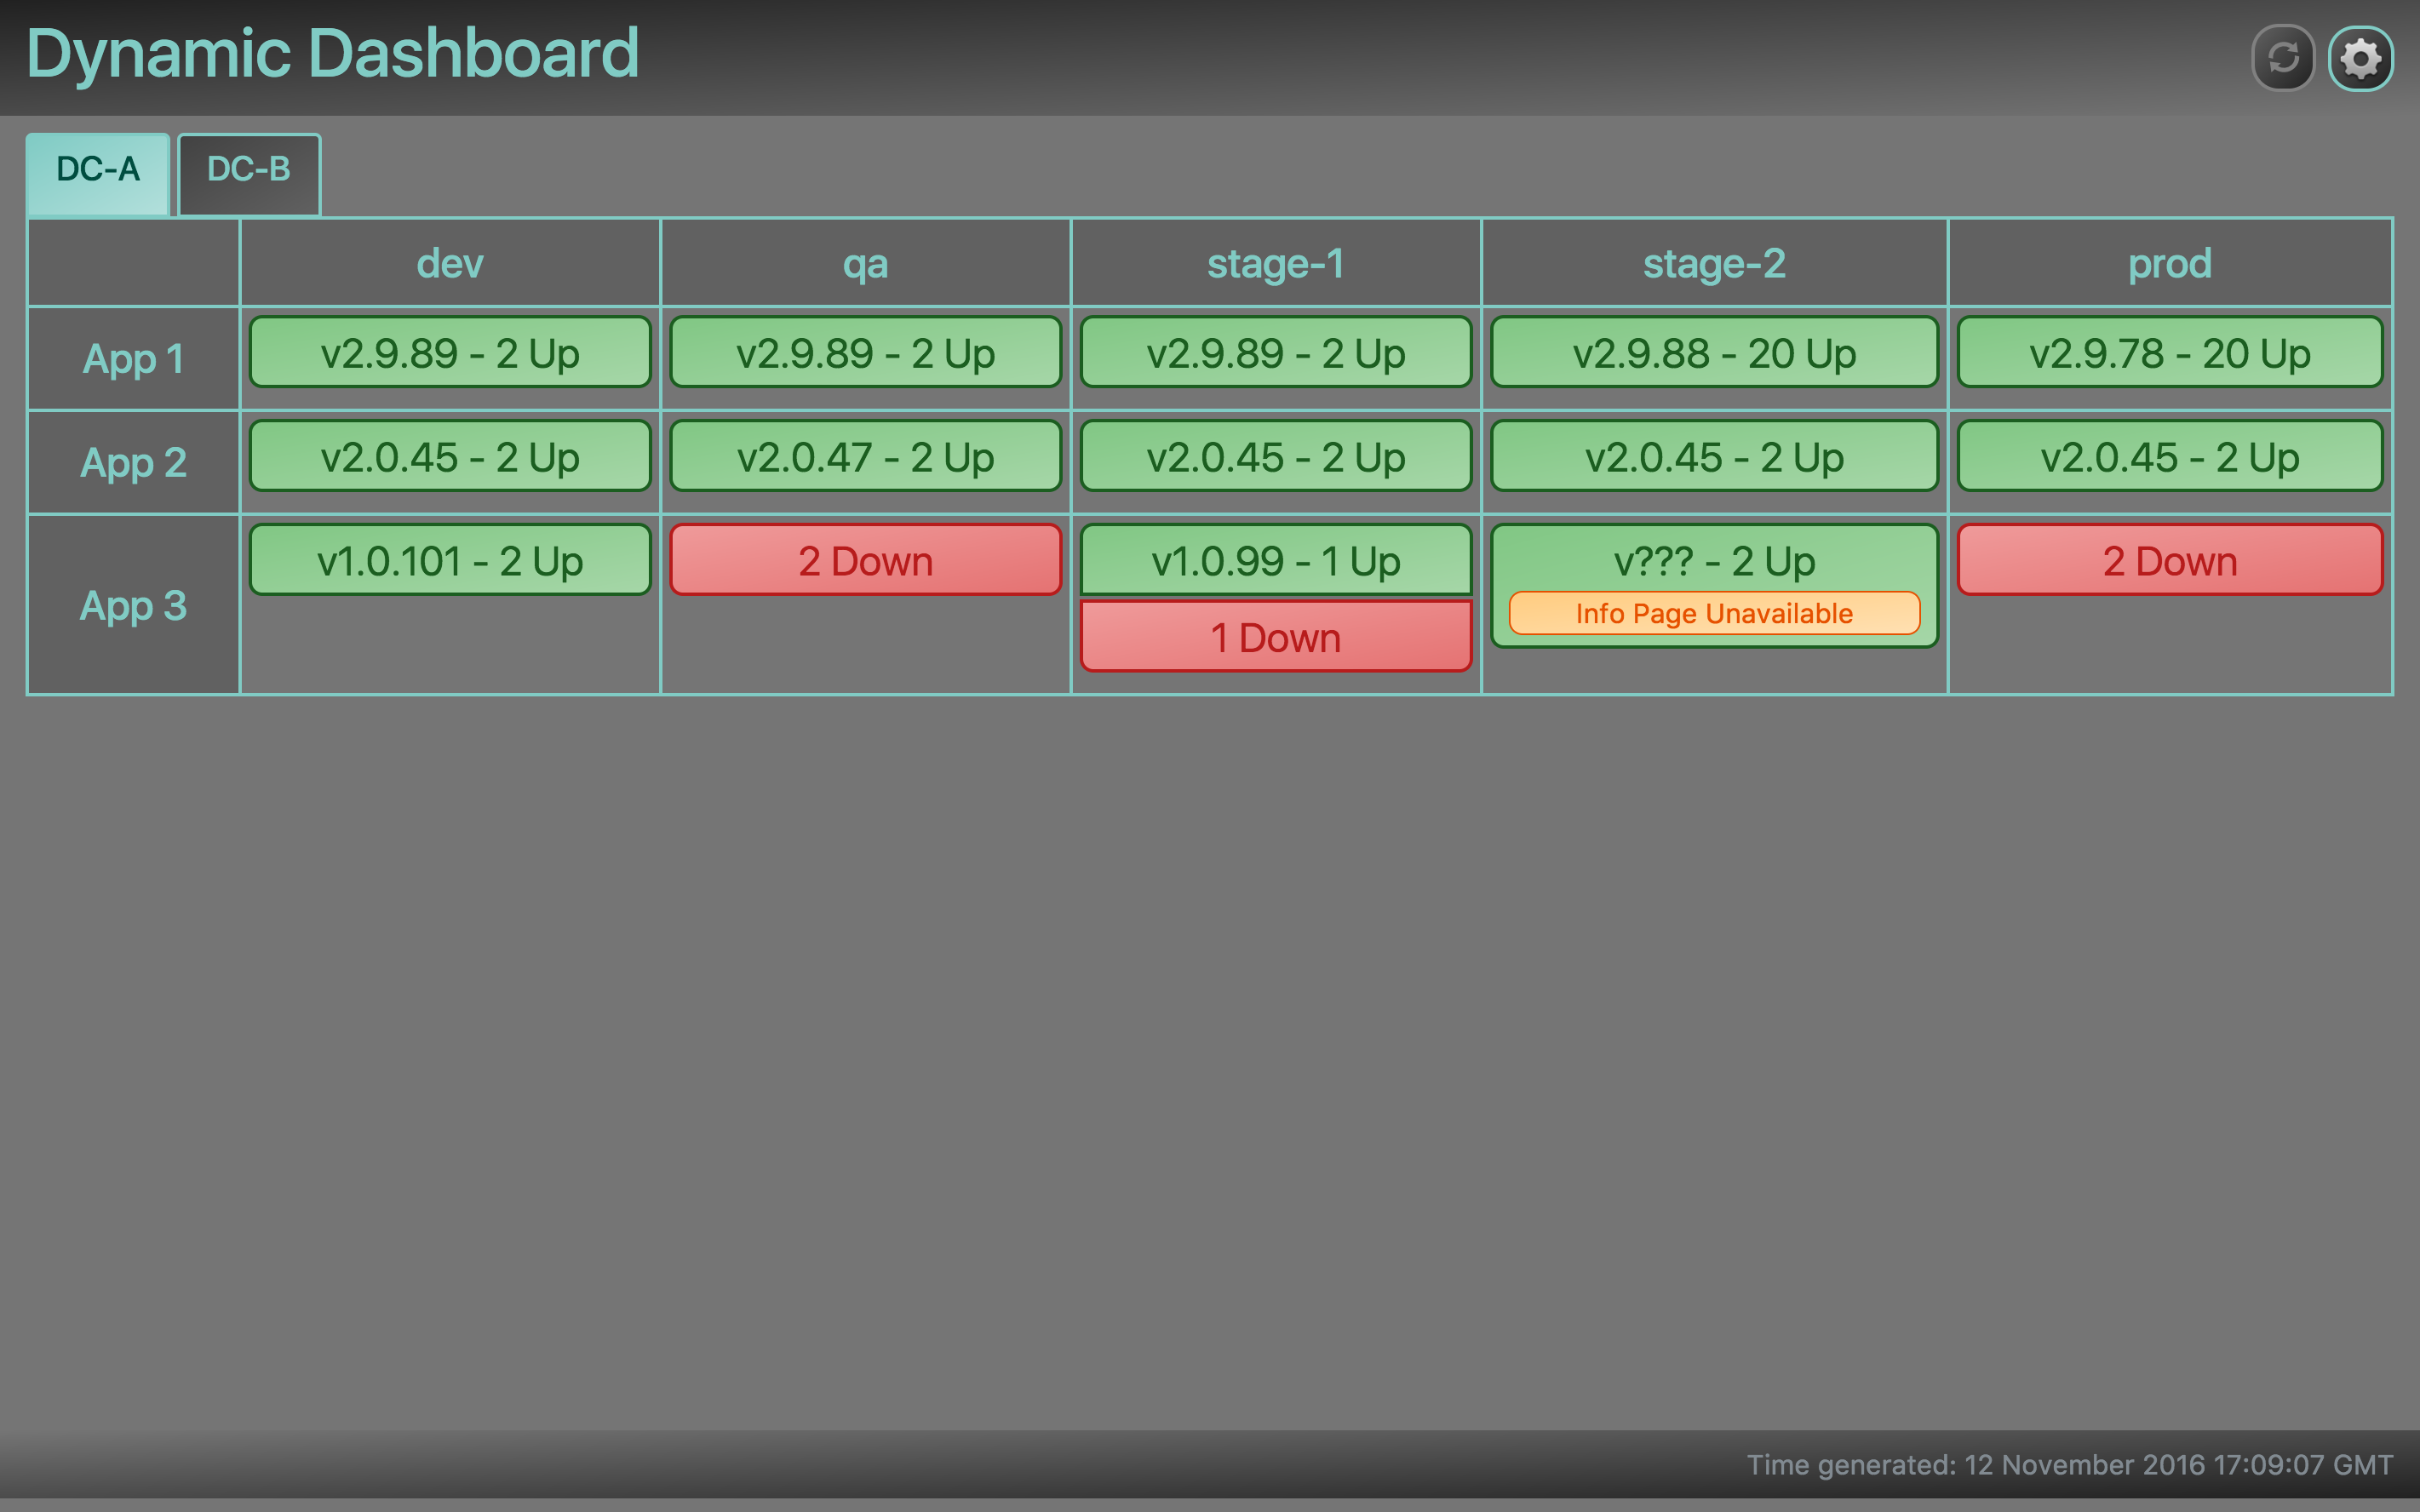 Dynamic Dashboard
DC-A DC-B
dev qa stage-1 stage-2 prod
App 1 v2.9.89 - 2 Up v2.9.89 - 2 Up v2.9.89 - 2 Up v2.9.88 - 20 Up v2.9.78 - 20 Up
App 2 v2.0.45 - 2 Up v2.0.47 - 2 Up v2.0.45 - 2 Up v2.0.45 - 2 Up v2.0.45 - 2 Up
App 3 v1.0.101 - 2 Up 2 Down v1.0.99 - 1 Up v??? - 2 Up 2 Down
Info Page Unavailable
1 Down
Time generated: 12 November 2016 17:09:07 GMT